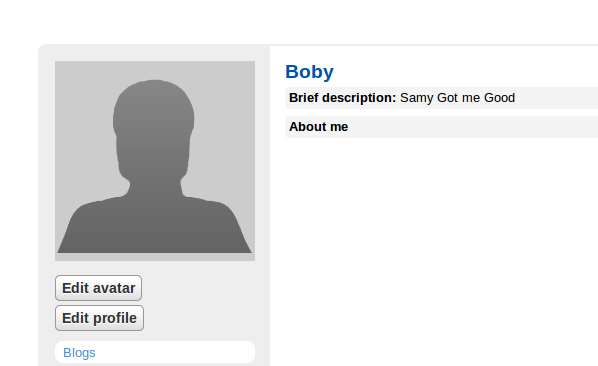 Boby
Brief description: Samy Got me Good
About me
Edit avatar
Edit profile
Blogs